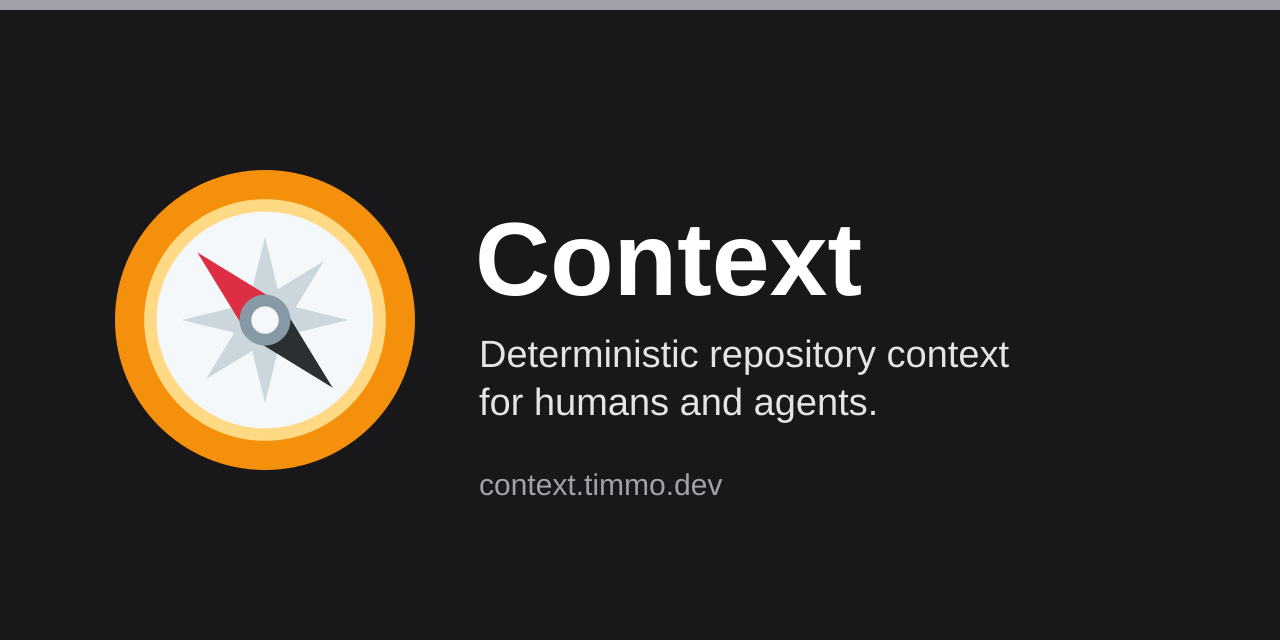 Context
Deterministic repository context
for humans and agents.
context.timmo.dev